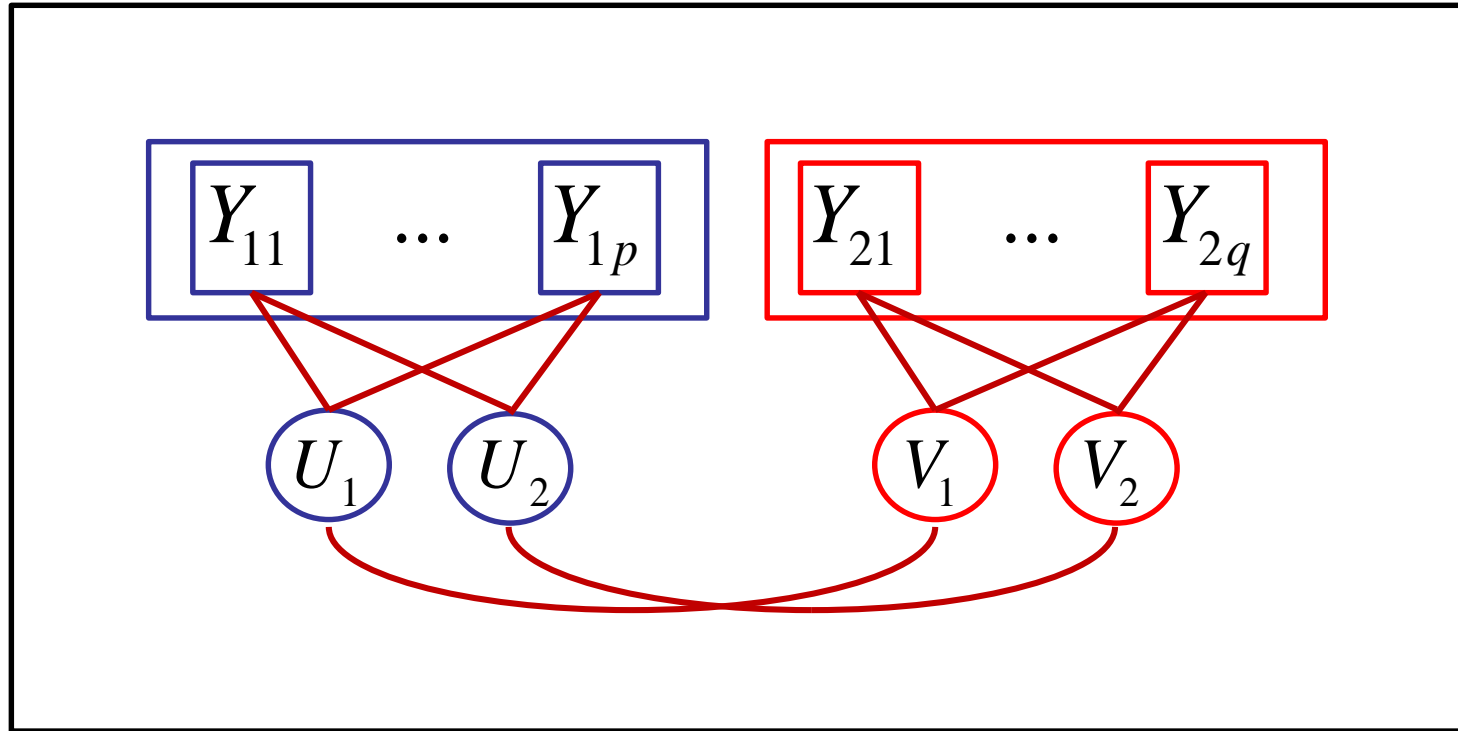 Y₁₁ ... Y₁ₚ Y₂₁ ... Y₂q
U₁ U₂ V₁ V₂